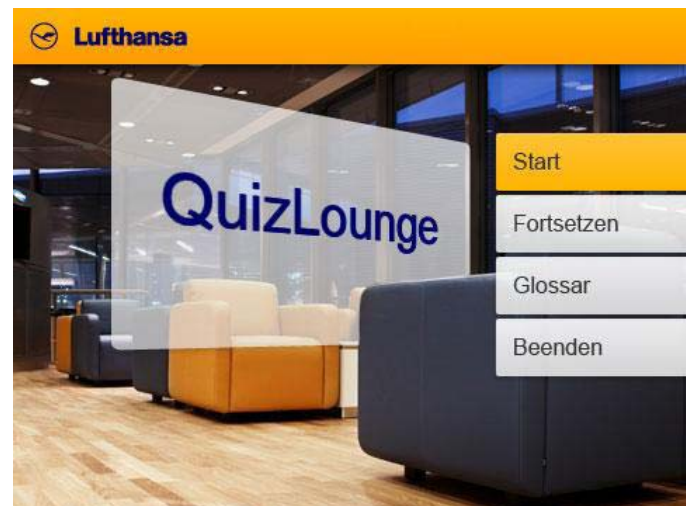 Lufthansa
QuizLounge
Start
Fortsetzen
Glossar
Beenden